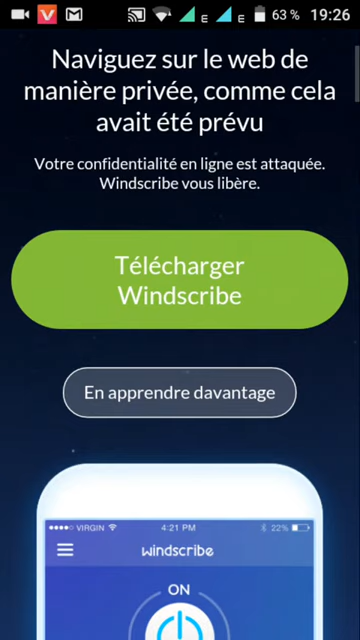 63 % 19:26
Naviguez sur le web de
manière privée, comme cela
avait été prévu
Votre confidentialité en ligne est attaquée.
Windscribe vous libère.
Télécharger
Windscribe
En apprendre davantage
VIRGIN 4:21 PM 22%
windscribe
ON